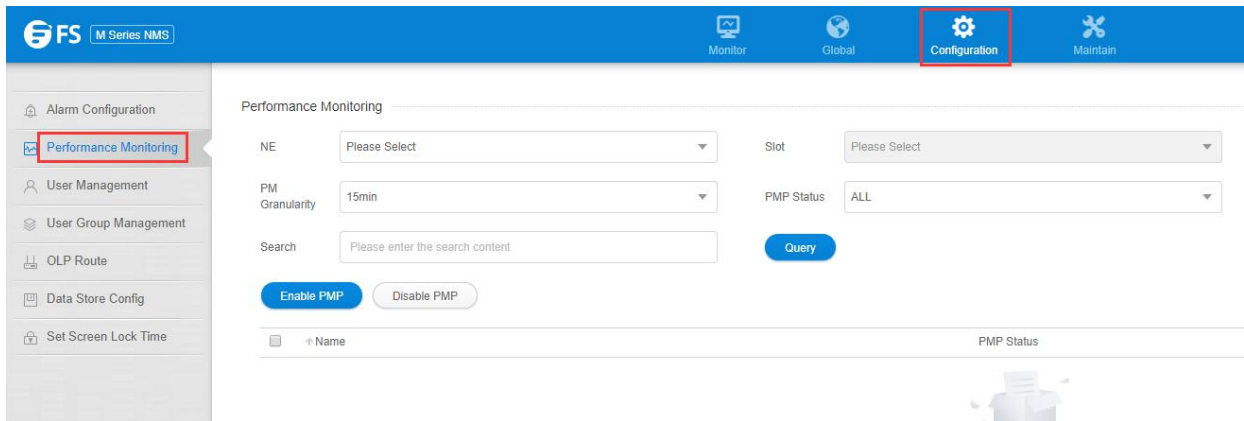 FS M Series NMS
Monitor Global Configuration Maintain
Alarm Configuration
Performance Monitoring
User Management
User Group Management
OLP Route
Data Store Config
Set Screen Lock Time
Performance Monitoring
NE Please Select Slot Please Select
PM
Granularity 15min PMP Status ALL
Search Please enter the search content Query
Enable PMP Disable PMP
Name PMP Status